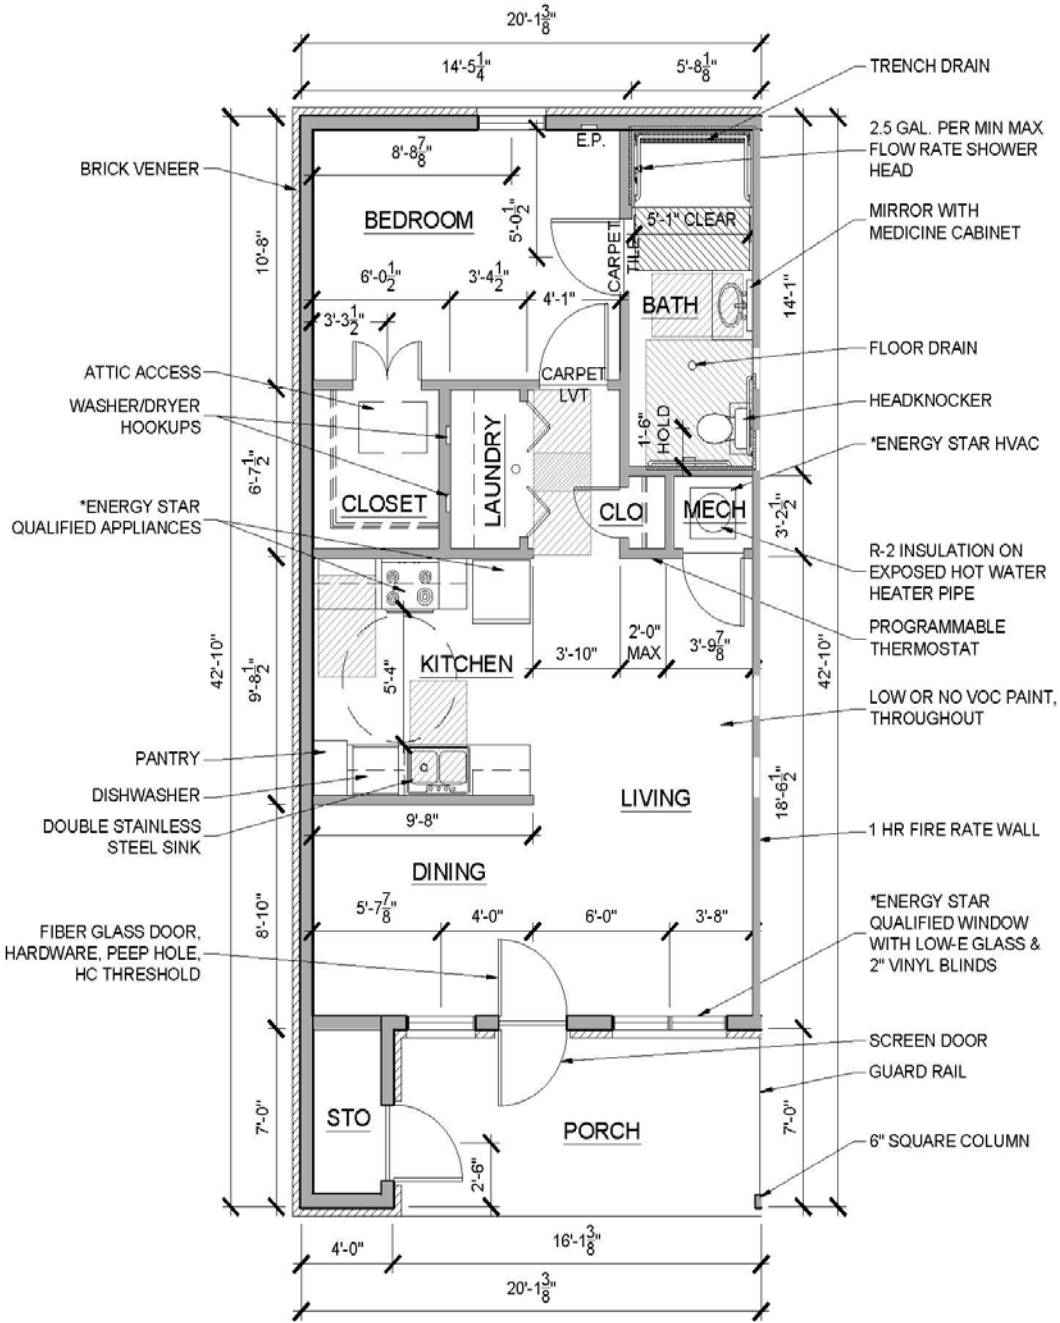 20'-1 3/8"
14'-5 1/4"
5'-8 1/8"
TRENCH DRAIN
2.5 GAL. PER MIN MAX
FLOW RATE SHOWER
HEAD
E.P.
8'-8 7/8"
BRICK VENEER
BEDROOM
5'-0 1/2"
5'-1" CLEAR
MIRROR WITH
MEDICINE CABINET
10'-8"
CARPET
TILE
6'-0 1/2"
3'-4 1/2"
4'-1"
BATH
14'-1"
3'-3 1/2"
FLOOR DRAIN
ATTIC ACCESS
CARPET
LVT
HEADKNOCKER
WASHER/DRYER
HOOKUPS
1'-6"
HOLD
*ENERGY STAR HVAC
6'-7 1/2"
LAUNDRY
*ENERGY STAR
QUALIFIED APPLIANCES
CLOSET
CLO
MECH
3'-2 1/2"
R-2 INSULATION ON
EXPOSED HOT WATER
HEATER PIPE
PROGRAMMABLE
THERMOSTAT
42'-10"
9'-8 1/2"
5'-4"
KITCHEN
3'-10"
2'-0"
MAX
3'-9 7/8"
42'-10"
LOW OR NO VOC PAINT,
THROUGHOUT
PANTRY
DISHWASHER
DOUBLE STAINLESS
STEEL SINK
9'-8"
LIVING
18'-6 1/2"
1 HR FIRE RATE WALL
DINING
8'-10"
5'-7 7/8"
4'-0"
6'-0"
3'-8"
*ENERGY STAR
QUALIFIED WINDOW
WITH LOW-E GLASS &
2" VINYL BLINDS
FIBER GLASS DOOR,
HARDWARE, PEEP HOLE,
HC THRESHOLD
SCREEN DOOR
GUARD RAIL
7'-0"
STO
PORCH
2'-6"
7'-0"
6" SQUARE COLUMN
4'-0"
16'-1 3/8"
20'-1 3/8"